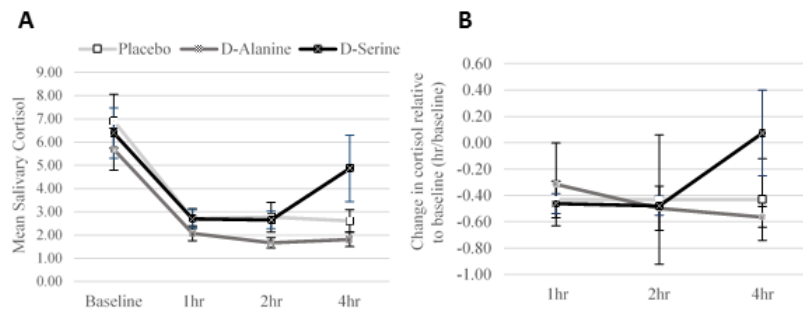 A
B
Placebo D-Alanine D-Serine
Mean Salivary Cortisol
9.00
8.00
7.00
6.00
5.00
4.00
3.00
2.00
1.00
0.00
Baseline 1hr 2hr 4hr
Change in cortisol relative
to baseline (hr/baseline)
0.60
0.40
0.20
0.00
-0.20
-0.40
-0.60
-0.80
-1.00
1hr 2hr 4hr